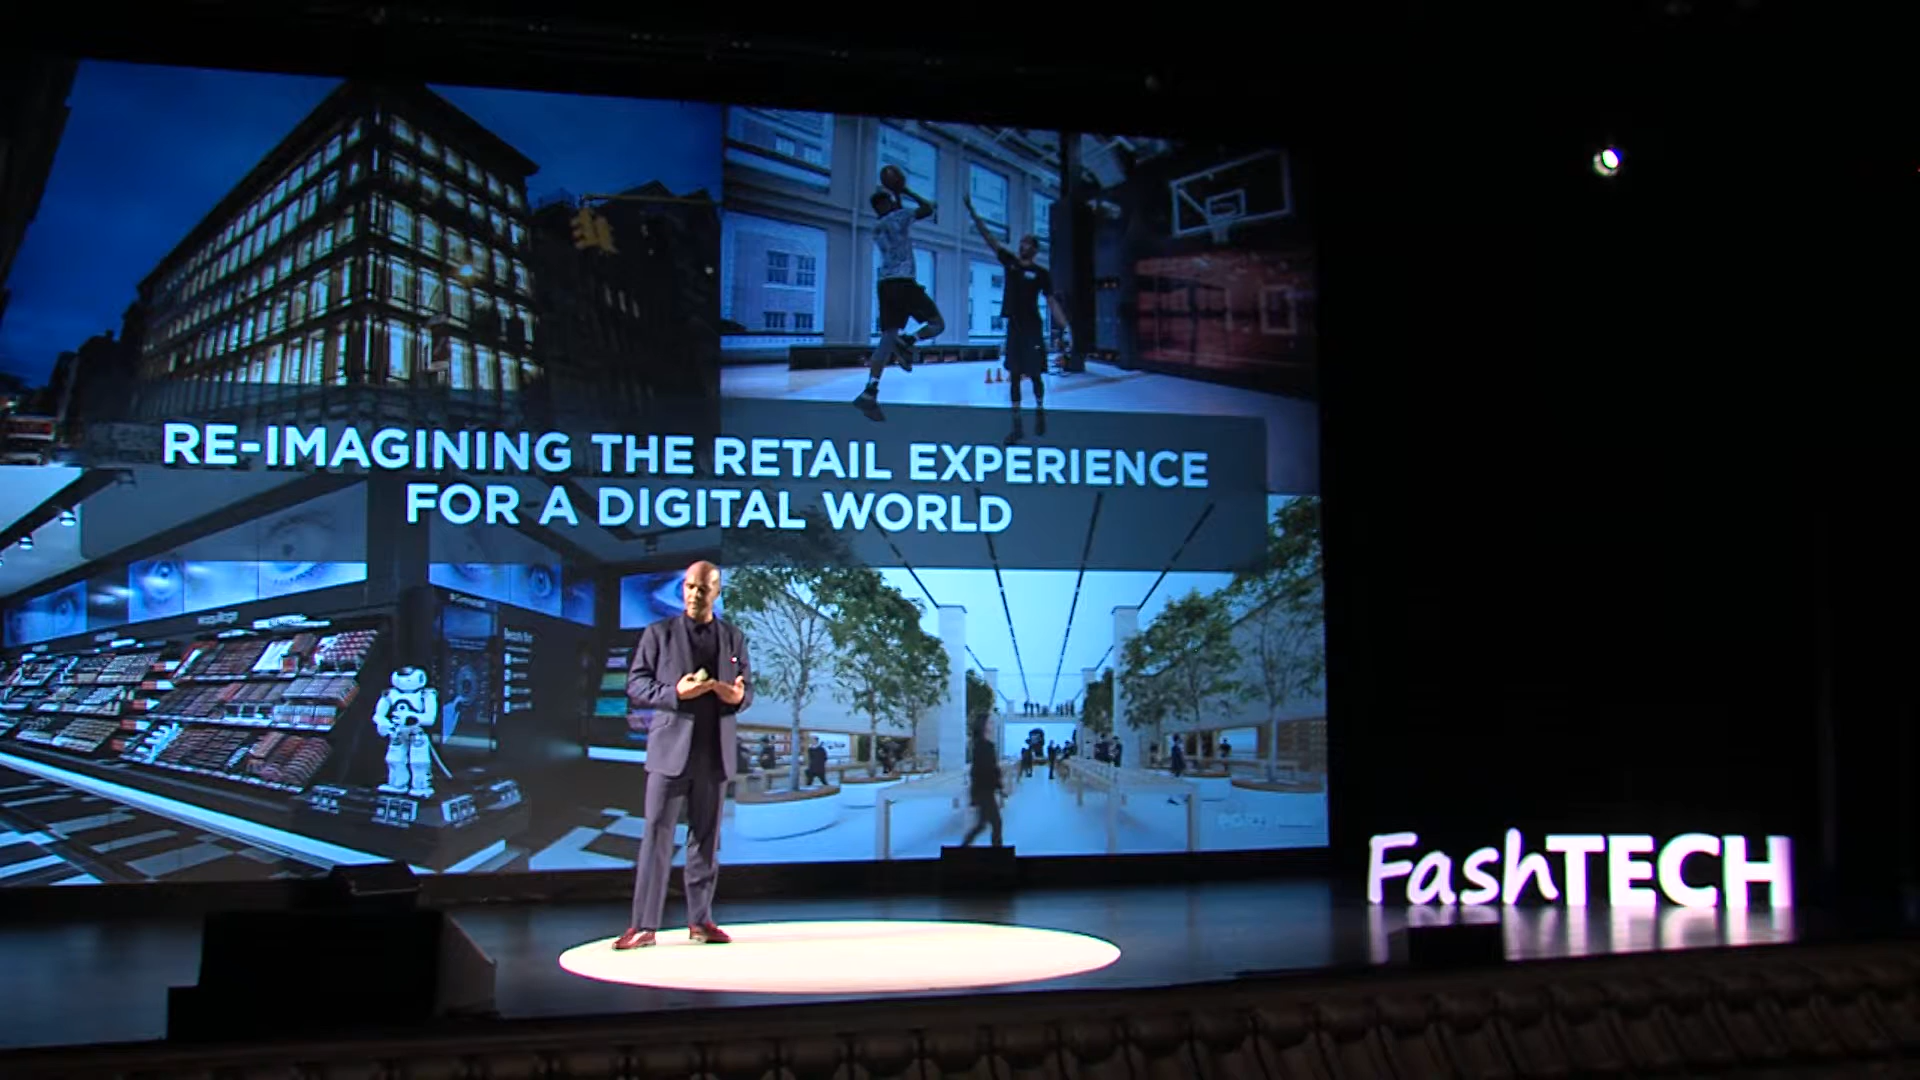 RE-IMAGINING THE RETAIL EXPERIENCE
FOR A DIGITAL WORLD
FashTECH